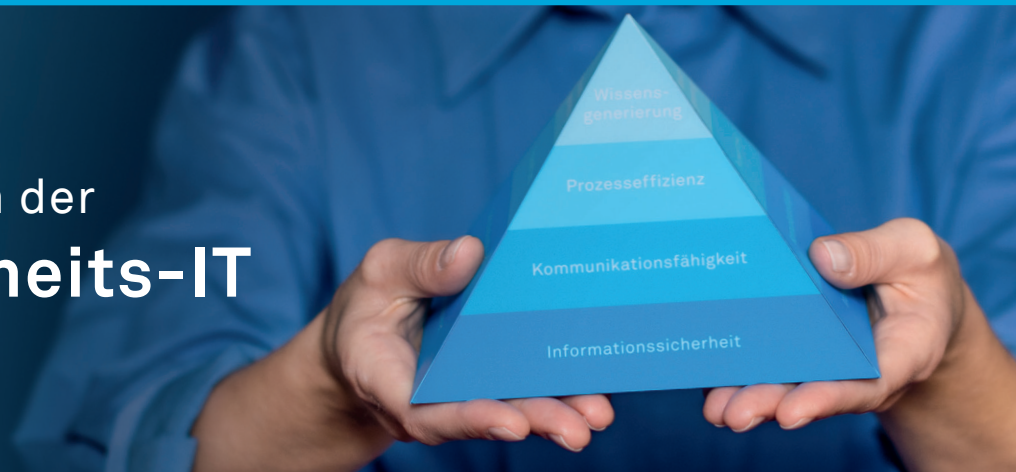 der
heits-IT
Wissens-
generierung
Prozesseffizienz
Kommunikationsfähigkeit
Informationssicherheit